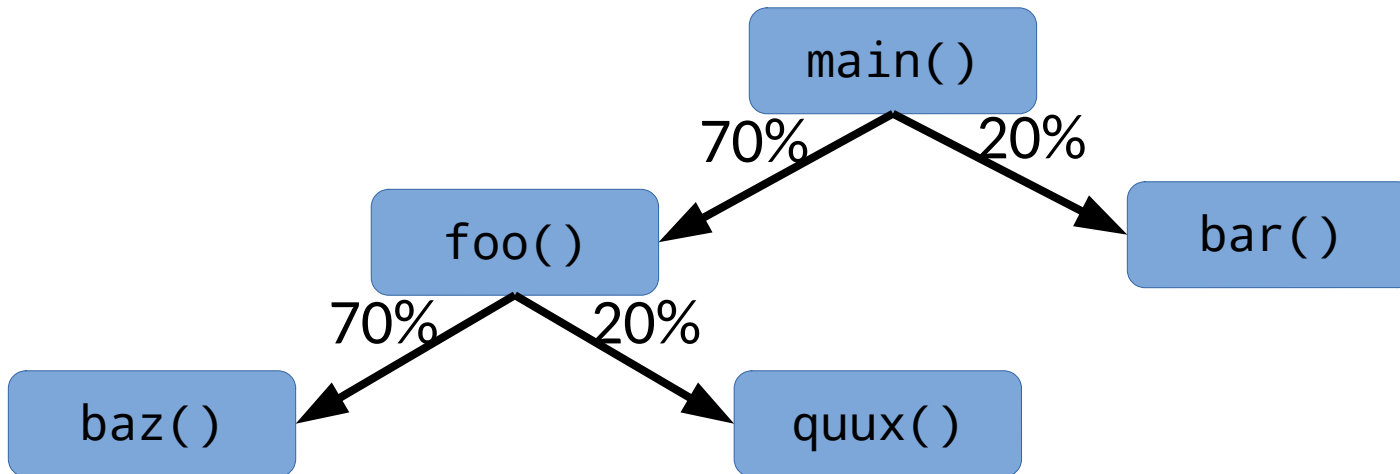 main()
70%
20%
foo()
bar()
70%
20%
baz()
quux()